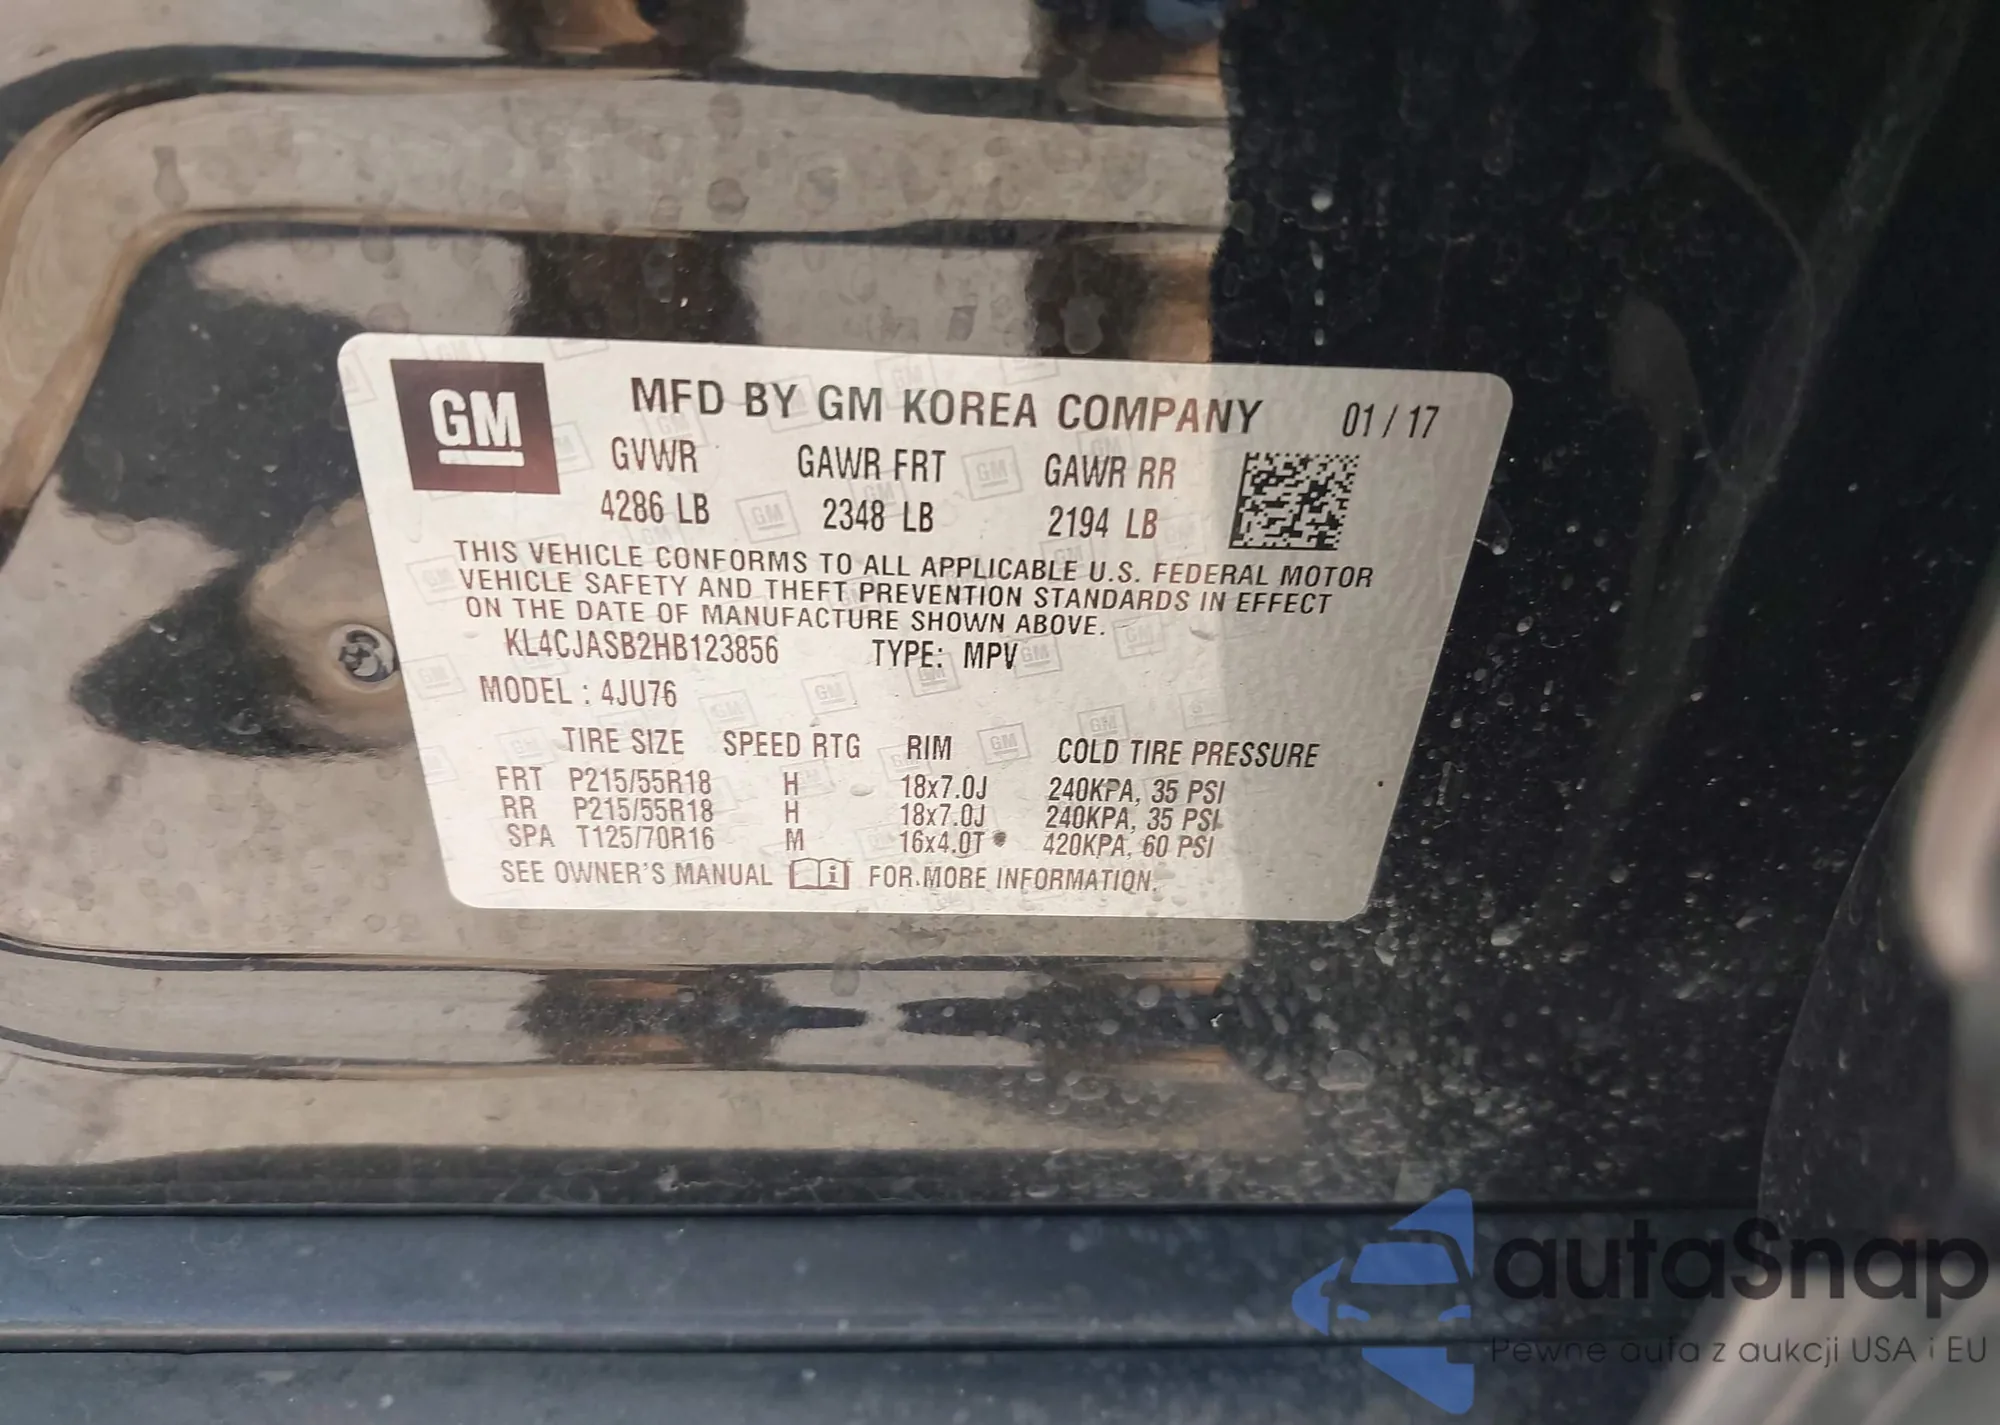 GM
MFD BY GM KOREA COMPANY 01 / 17
GVWR GAWR FRT GAWR RR
4286 LB 2348 LB 2194 LB
THIS VEHICLE CONFORMS TO ALL APPLICABLE U.S. FEDERAL MOTOR
VEHICLE SAFETY AND THEFT PREVENTION STANDARDS IN EFFECT
ON THE DATE OF MANUFACTURE SHOWN ABOVE.
KL4CJASB2HB123856 TYPE: MPV
MODEL : 4JU76
TIRE SIZE SPEED RTG RIM COLD TIRE PRESSURE
FRT P215/55R18 H 18x7.0J 240KPA, 35 PSI
RR P215/55R18 H 18x7.0J 240KPA, 35 PSI
SPA T125/70R16 M 16x4.0T 420KPA, 60 PSI
SEE OWNER'S MANUAL i FOR MORE INFORMATION.
autaSnap
Pewne auta z aukcji USA i EU